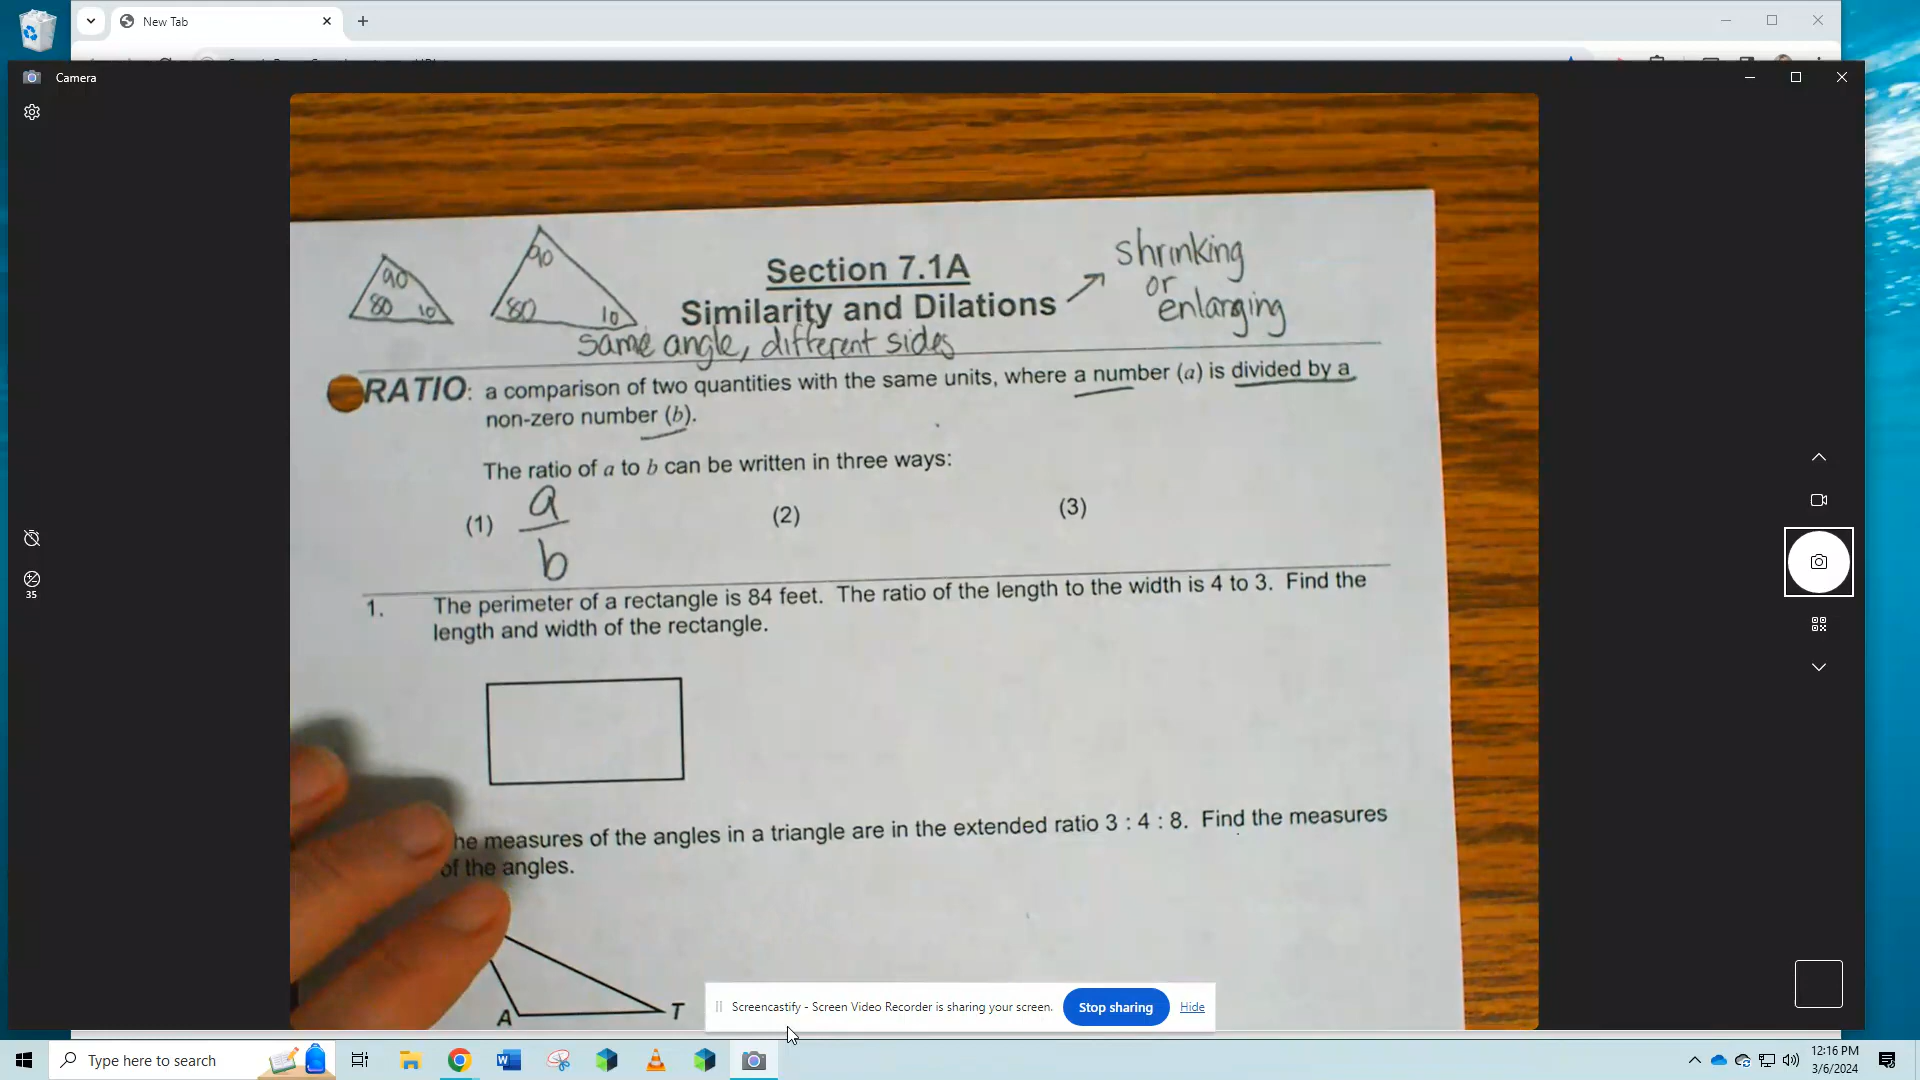 New Tab
Camera
90
80 10
90
80 10
Section 7.1A
Similarity and Dilations
shrinking
or
enlarging
same angle, different sides
RATIO: a comparison of two quantities with the same units, where a number (a) is divided by a
non-zero number (b).
The ratio of a to b can be written in three ways:
(1) a
b
(2)
(3)
35
1. The perimeter of a rectangle is 84 feet. The ratio of the length to the width is 4 to 3. Find the
length and width of the rectangle.
he measures of the angles in a triangle are in the extended ratio 3 : 4 : 8. Find the measures
of the angles.
A T
Screencastify - Screen Video Recorder is sharing your screen. Stop sharing Hide
Type here to search
12:16 PM
3/6/2024